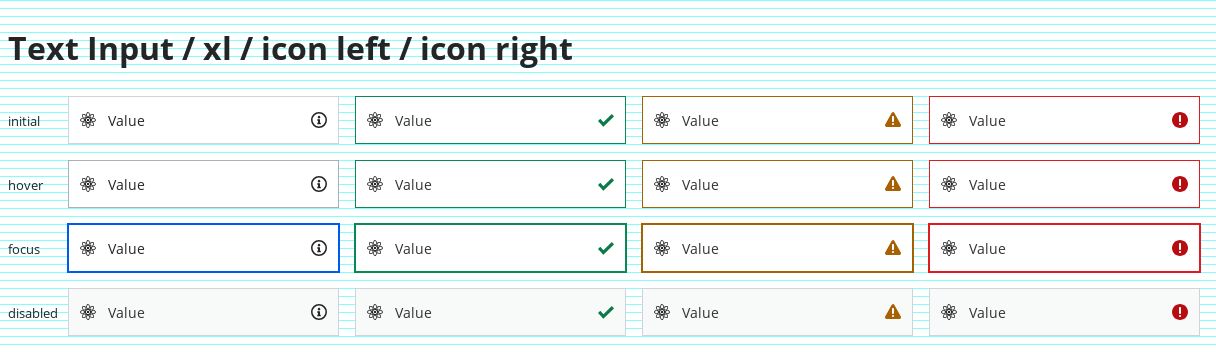 Text Input / xl / icon left / icon right
initial Value Value Value Value
hover Value Value Value Value
focus Value Value Value Value
disabled Value Value Value Value